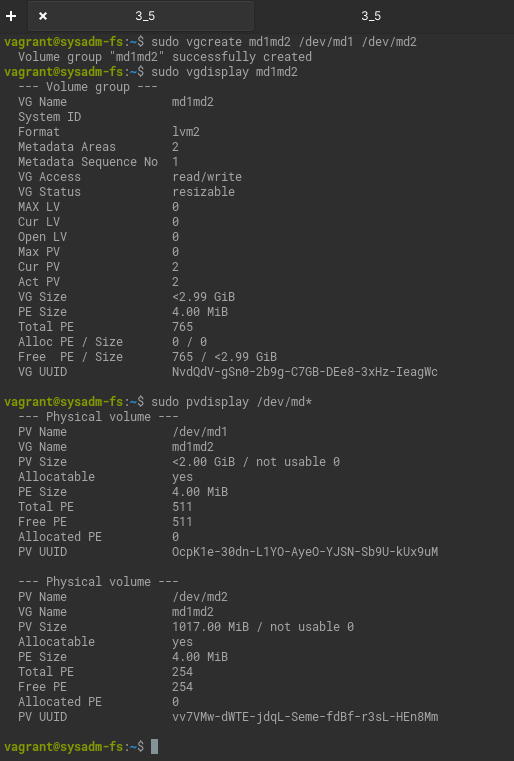 + × 3_5 3_5
vagrant@sysadm-fs:~$ sudo vgcreate md1md2 /dev/md1 /dev/md2
  Volume group "md1md2" successfully created
vagrant@sysadm-fs:~$ sudo vgdisplay md1md2
  --- Volume group ---
  VG Name               md1md2
  System ID
  Format                lvm2
  Metadata Areas        2
  Metadata Sequence No  1
  VG Access             read/write
  VG Status             resizable
  MAX LV                0
  Cur LV                0
  Open LV               0
  Max PV                0
  Cur PV                2
  Act PV                2
  VG Size               <2.99 GiB
  PE Size               4.00 MiB
  Total PE              765
  Alloc PE / Size       0 / 0
  Free  PE / Size       765 / <2.99 GiB
  VG UUID               NvdQdV-gSn0-2b9g-C7GB-DEe8-3xHz-IeagWc

vagrant@sysadm-fs:~$ sudo pvdisplay /dev/md*
  --- Physical volume ---
  PV Name               /dev/md1
  VG Name               md1md2
  PV Size               <2.00 GiB / not usable 0
  Allocatable           yes
  PE Size               4.00 MiB
  Total PE              511
  Free PE               511
  Allocated PE          0
  PV UUID               OcpK1e-30dn-L1YO-AyeO-YJSN-Sb9U-kUx9uM

  --- Physical volume ---
  PV Name               /dev/md2
  VG Name               md1md2
  PV Size               1017.00 MiB / not usable 0
  Allocatable           yes
  PE Size               4.00 MiB
  Total PE              254
  Free PE               254
  Allocated PE          0
  PV UUID               vv7VMw-dWTE-jdqL-Seme-fdBf-r3sL-HEn8Mm

vagrant@sysadm-fs:~$